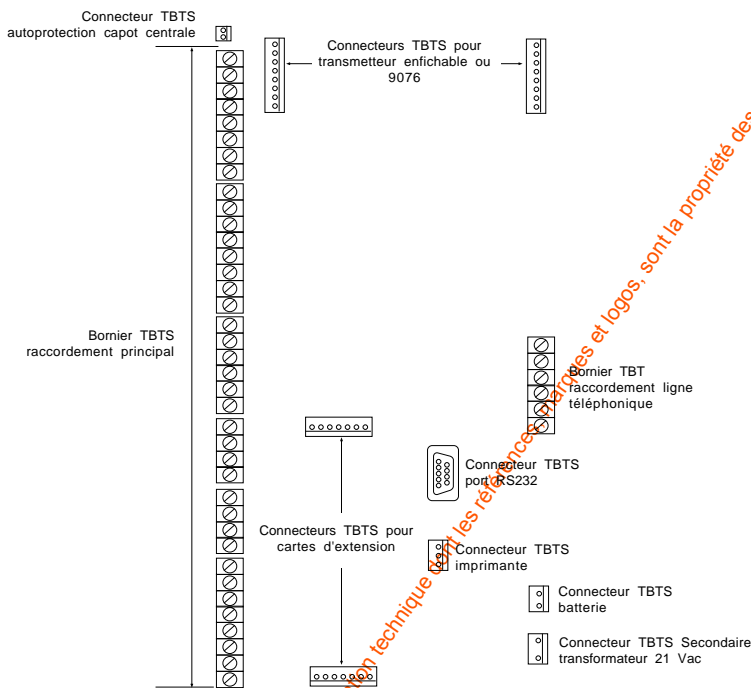 Connecteur TBTS
autoprotection capot centrale
Connecteurs TBTS pour
transmetteur enfichable ou
9076
Bornier TBTS
raccordement principal
Bornier TBT
raccordement ligne
téléphonique
Connecteur TBTS
port RS232
Connecteurs TBTS pour
cartes d'extension
Connecteur TBTS
imprimante
Connecteur TBTS
batterie
Connecteur TBTS Secondaire
transformateur 21 Vac
technique dont les références, marques et logos, sont la propriété des